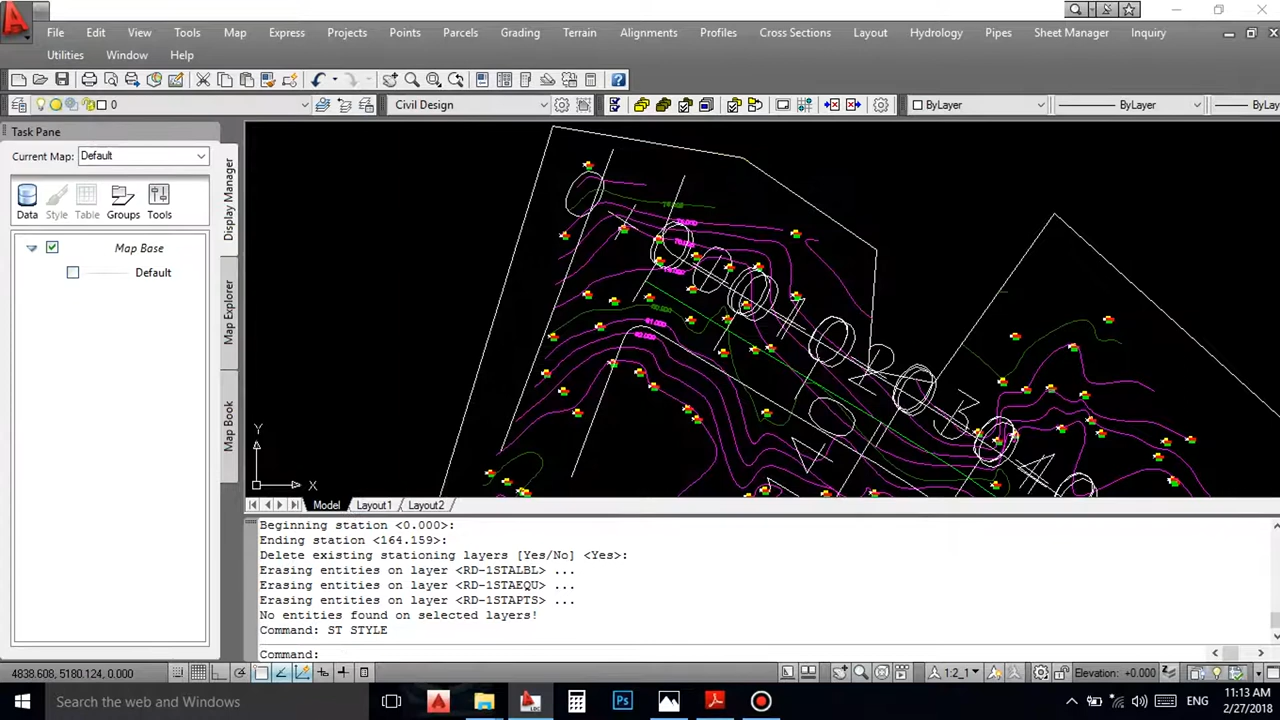 File Edit View Tools Map Express Projects Points Parcels Grading Terrain Alignments Profiles Cross Sections Layout Hydrology Pipes Sheet Manager Inquiry
Utilities Window Help
0 Civil Design ByLayer ByLayer ByLay
Task Pane
Current Map: Default
Data Style Table Groups Tools
Map Base
Default
Display Manager
Map Explorer
Map Book
Y
X
Model Layout1 Layout2
Beginning station <0.000>:
Ending station <164.159>:
Delete existing stationing layers [Yes/No] <Yes>:
Erasing entities on layer <RD-1STALBL> ...
Erasing entities on layer <RD-1STAEQU> ...
Erasing entities on layer <RD-1STAPTS> ...
No entities found on selected layers!
Command: ST STYLE
Command:
4838.608, 5180.124, 0.000 1:2_1 Elevation: +0.000
Search the web and Windows ENG 11:13 AM
2/27/2018